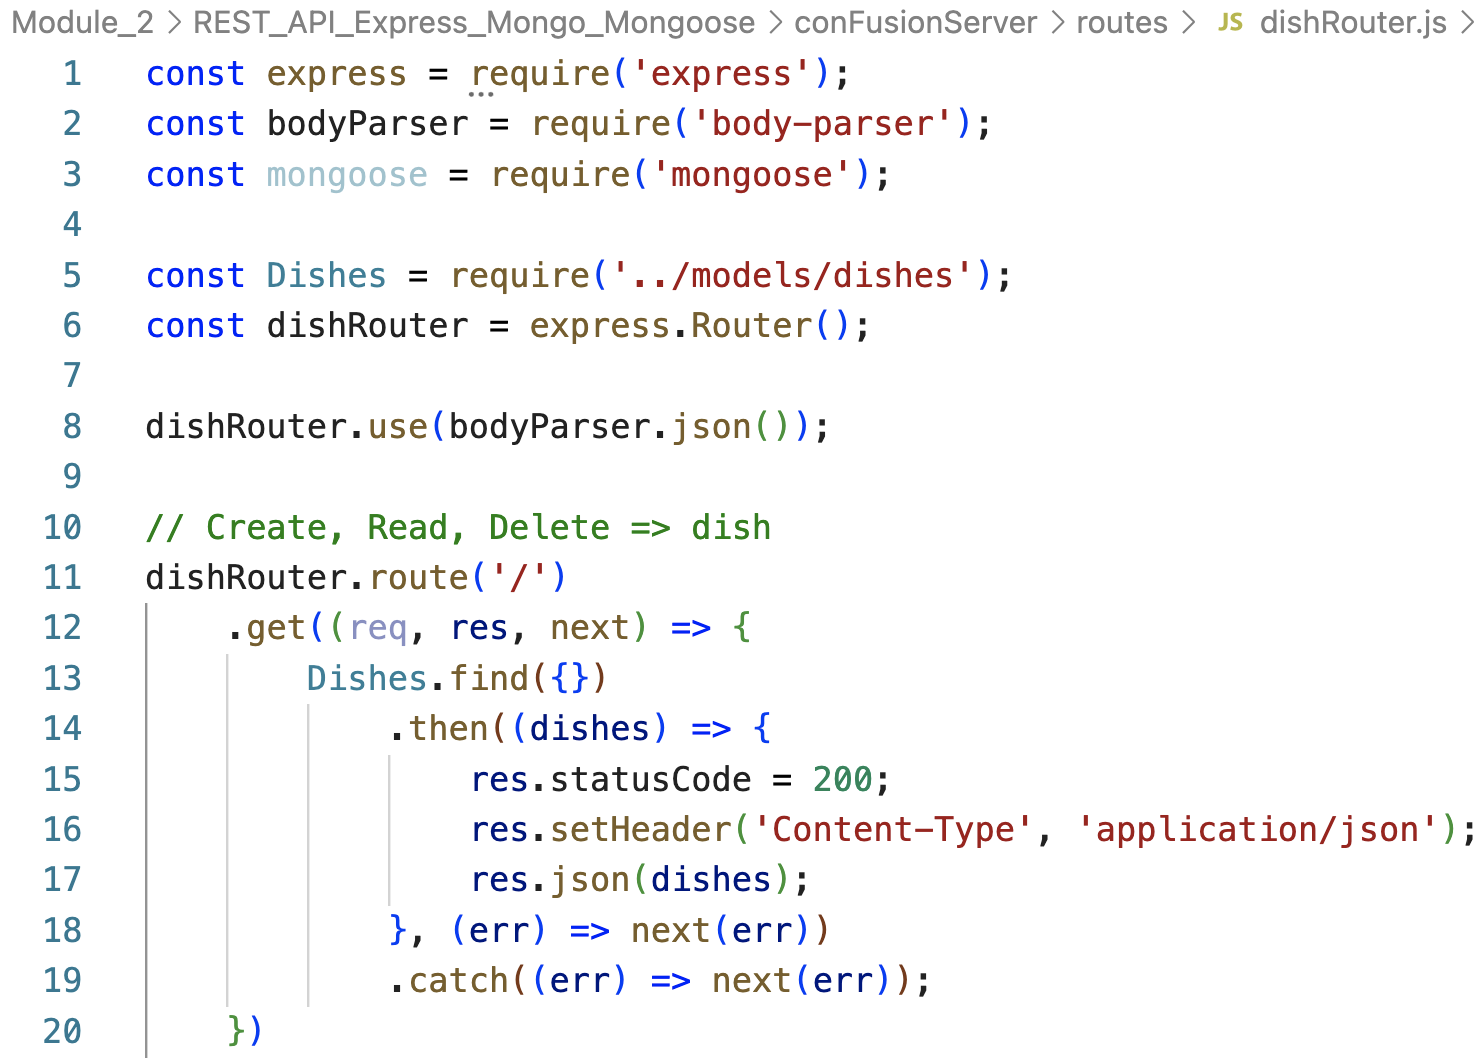 Module_2 > REST_API_Express_Mongo_Mongoose > conFusionServer > routes > JS dishRouter.js >
1 const express = require('express');
2 const bodyParser = require('body-parser');
3 const mongoose = require('mongoose');
4
5 const Dishes = require('../models/dishes');
6 const dishRouter = express.Router();
7
8 dishRouter.use(bodyParser.json());
9
10 // Create, Read, Delete => dish
11 dishRouter.route('/')
12     .get((req, res, next) => {
13         Dishes.find({})
14             .then((dishes) => {
15                 res.statusCode = 200;
16                 res.setHeader('Content-Type', 'application/json');
17                 res.json(dishes);
18             }, (err) => next(err))
19             .catch((err) => next(err));
20     })